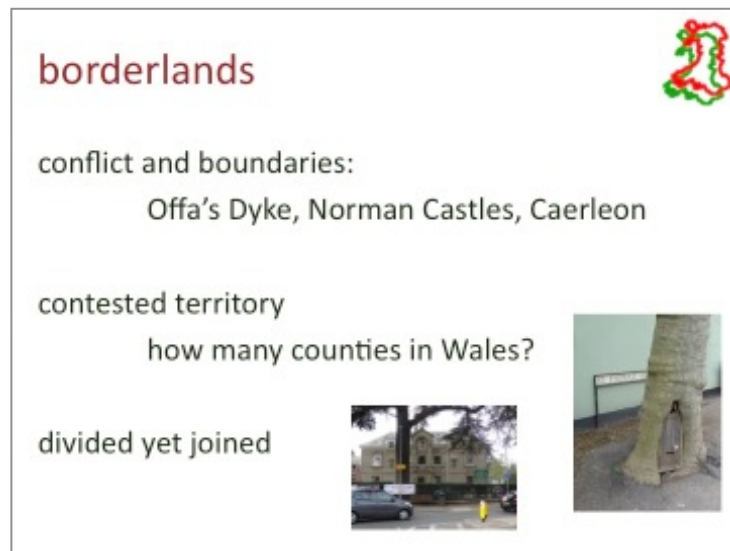 borderlands
conflict and boundaries:
Offa's Dyke, Norman Castles, Caerleon
contested territory
how many counties in Wales?
divided yet joined